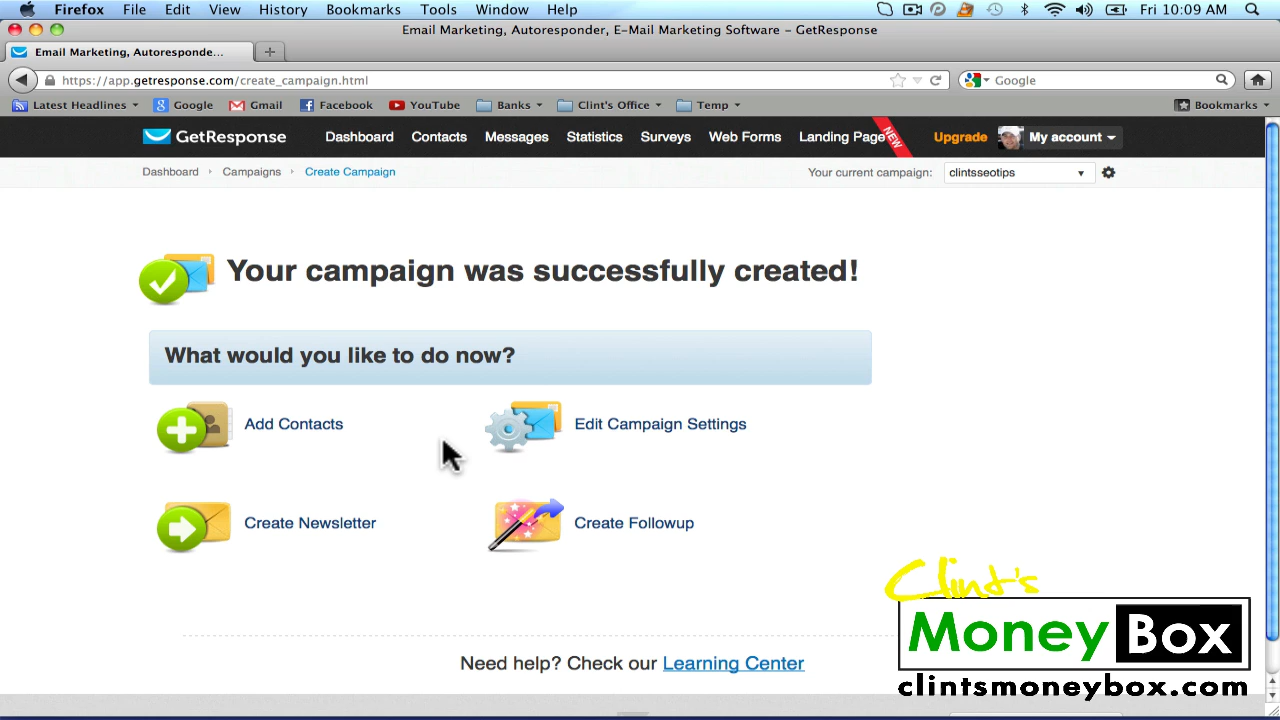 Firefox File Edit View History Bookmarks Tools Window Help Fri 10:09 AM
Email Marketing, Autoresponder, E-Mail Marketing Software – GetResponse
Email Marketing, Autoresponde...
https://app.getresponse.com/create_campaign.html Google
Latest Headlines Google Gmail Facebook YouTube Banks Clint's Office Temp Bookmarks
GetResponse Dashboard Contacts Messages Statistics Surveys Web Forms Landing Page NEW Upgrade My account
Dashboard Campaigns Create Campaign Your current campaign: clintsseotips
Your campaign was successfully created!
What would you like to do now?
Add Contacts Edit Campaign Settings
Create Newsletter Create Followup
Clint's
Money Box
Need help? Check our Learning Center
clintsmoneybox.com